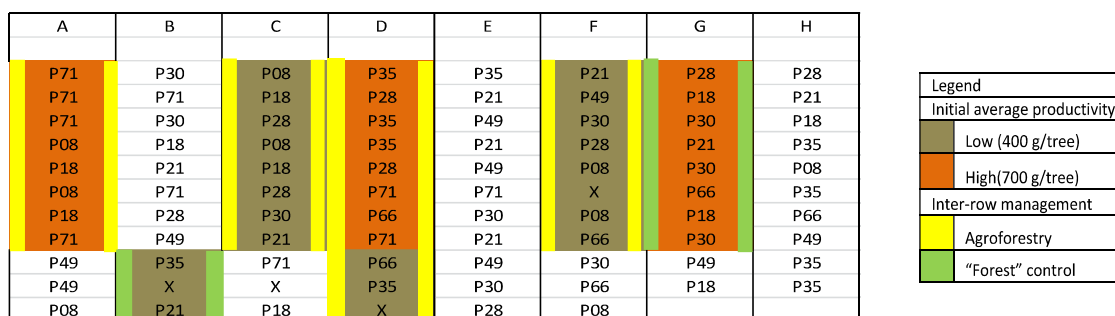 A B C D E F G H
P71 P30 P08 P35 P35 P21 P28 P28
P71 P71 P18 P28 P21 P49 P18 P21
P71 P30 P28 P35 P49 P30 P30 P18
P08 P18 P08 P35 P21 P28 P21 P35
P18 P21 P18 P28 P49 P08 P30 P08
P08 P71 P28 P71 P71 X P66 P35
P18 P28 P30 P66 P30 P08 P18 P66
P71 P49 P21 P71 P21 P66 P30 P49
P49 P35 P71 P66 P49 P30 P49 P35
P49 X X P35 P30 P66 P18 P35
P08 P21 P18 X P28 P08
Legend
Initial average productivity
Low (400 g/tree)
High(700 g/tree)
Inter-row management
Agroforestry
“Forest” control